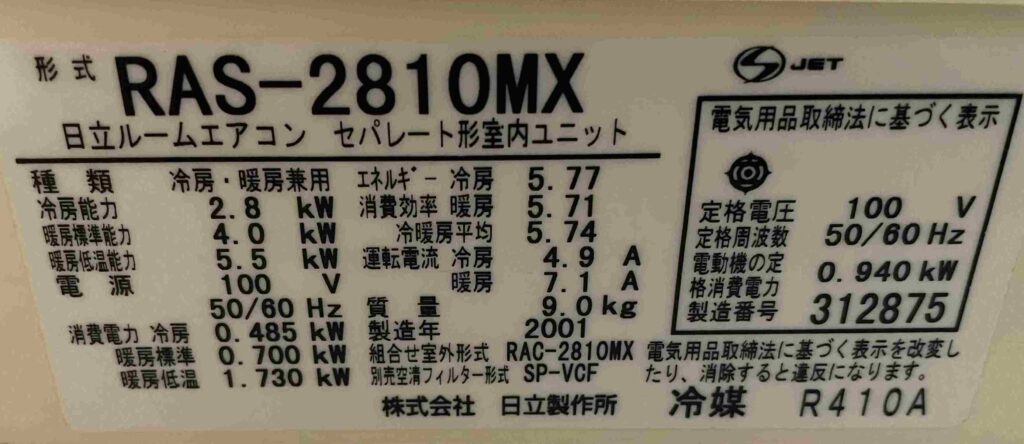 形式 RAS-2810MX
日立ルームエアコン セパレート形室内ユニット
種類 冷房・暖房兼用
冷房能力 2.8 kW
暖房標準能力 4.0 kW
暖房低温能力 5.5 kW
電源 100 V
50/60 Hz
消費電力 冷房 0.485 kW
暖房標準 0.700 kW
暖房低温 1.730 kW
エネルギー 冷房 5.77
消費効率 暖房 5.71
冷暖房平均 5.74
運転電流 冷房 4.9 A
暖房 7.1 A
質量 9.0 kg
製造年 2001
組合せ室外形式 RAC-2810MX
別売空清フィルター形式 SP-VCF
株式会社 日立製作所
S JET
電気用品取締法に基づく表示
定格電圧 100 V
定格周波数 50/60 Hz
電動機の定
格消費電力 0.940 kW
製造番号 312875
電気用品取締法に基づく表示を改変し
たり、消除すると違反になります。
冷媒 R410A